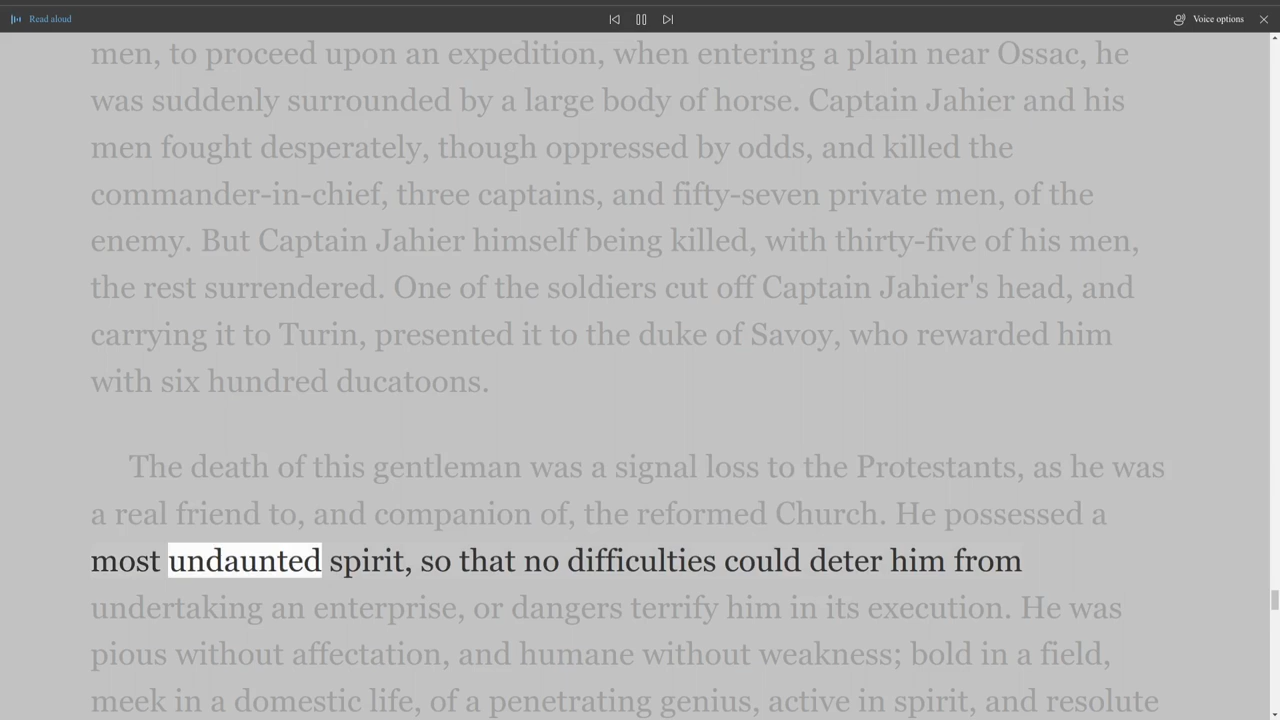 Read aloud
Voice options
men, to proceed upon an expedition, when entering a plain near Ossac, he
was suddenly surrounded by a large body of horse. Captain Jahier and his
men fought desperately, though oppressed by odds, and killed the
commander-in-chief, three captains, and fifty-seven private men, of the
enemy. But Captain Jahier himself being killed, with thirty-five of his men,
the rest surrendered. One of the soldiers cut off Captain Jahier's head, and
carrying it to Turin, presented it to the duke of Savoy, who rewarded him
with six hundred ducatoons.
The death of this gentleman was a signal loss to the Protestants, as he was
a real friend to, and companion of, the reformed Church. He possessed a
most undaunted spirit, so that no difficulties could deter him from
undertaking an enterprise, or dangers terrify him in its execution. He was
pious without affectation, and humane without weakness; bold in a field,
meek in a domestic life, of a penetrating genius, active in spirit, and resolute